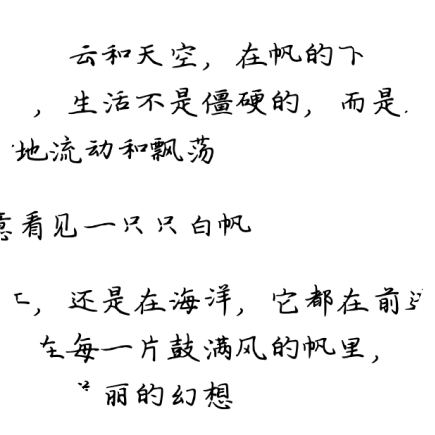 云和天空，在帆的下
，生活不是僵硬的，而是
地流动和飘荡
看见一只只白帆
，还是在海洋，它都在前
在每一片鼓满风的帆里，
丽的幻想